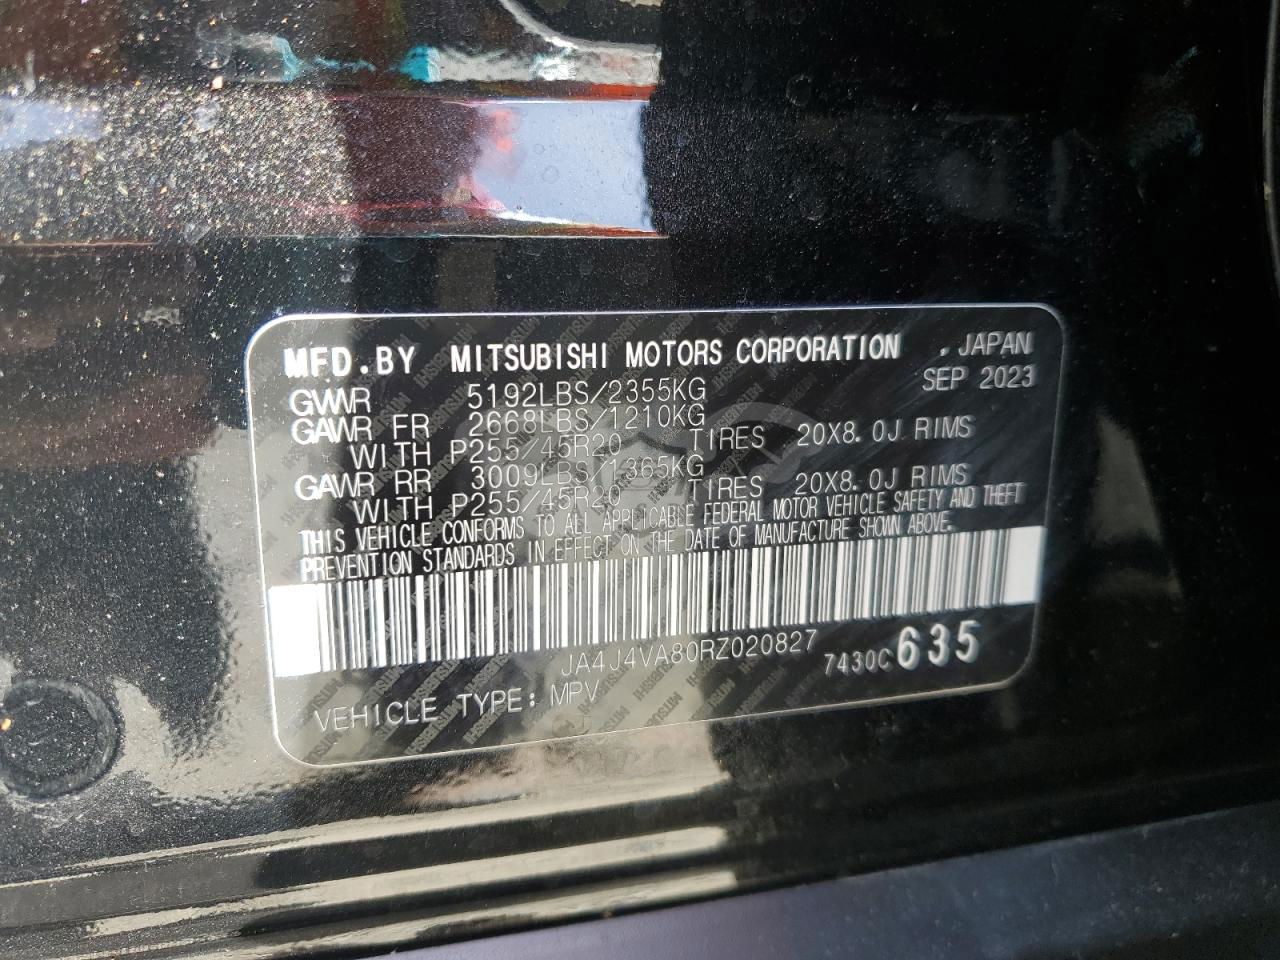 MFD.BY MITSUBISHI MOTORS CORPORATION . JAPAN
SEP 2023
GVWR 5192LBS/2355KG
GAWR FR 2668LBS/1210KG
WITH P255/45R20 TIRES 20X8.0J RIMS
GAWR RR 3009LBS/1365KG
WITH P255/45R20 TIRES 20X8.0J RIMS
THIS VEHICLE CONFORMS TO ALL APPLICABLE FEDERAL MOTOR VEHICLE SAFETY AND THEFT
PREVENTION STANDARDS IN EFFECT ON THE DATE OF MANUFACTURE SHOWN ABOVE.
JA4J4VA80RZ020827 7430C635
VEHICLE TYPE: MPV